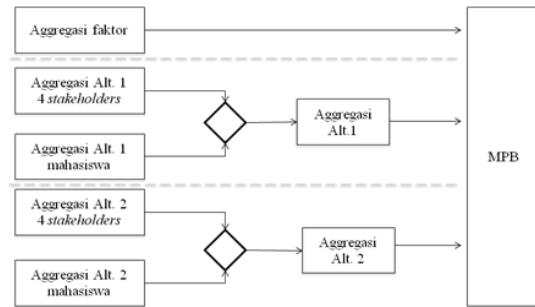 Aggregasi faktor
Aggregasi Alt. 1
4 stakeholders
Aggregasi Alt. 1
mahasiswa
Aggregasi
Alt.1
Aggregasi Alt. 2
4 stakeholders
Aggregasi Alt. 2
mahasiswa
Aggregasi
Alt. 2
MPB